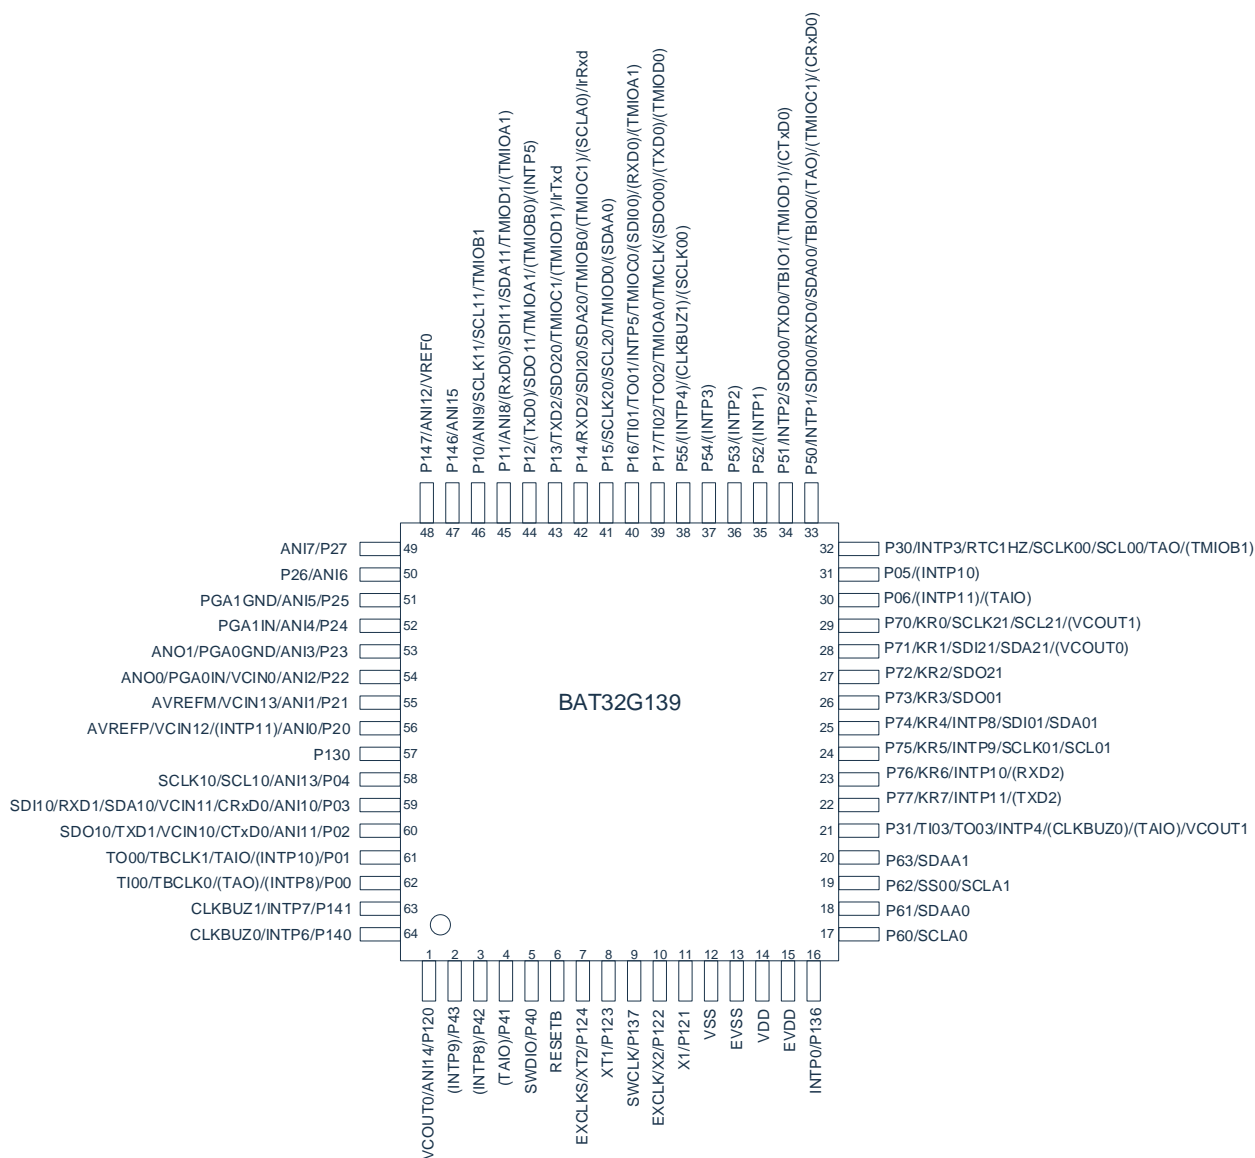 P147/ANI12/VREF0
P146/ANI15
P10/ANI9/SCLK11/SCL11/TMIOB1
P11/ANI8/(RxD0)/SDI11/SDA11/TMIOD1/(TMIOA1)
P12/(TxD0)/SDO11/TMIOA1/(TMIOB0)/(INTP5)
P13/TXD2/SDO20/TMIOC1/(TMIOD1)/IrTxd
P14/RXD2/SDI20/SDA20/TMIOB0/(TMIOC1)/(SCLA0)/IrRxd
P15/SCLK20/SCL20/TMIOD0/(SDAA0)
P16/TI01/TO01/INTP5/TMIOC0/(SDI00)/(RXD0)/(TMIOA1)
P17/TI02/TO02/TMIOA0/TMCLK/(SDO00)/(TXD0)/(TMIOD0)
P55/(INTP4)/(CLKBUZ1)/(SCLK00)
P54/(INTP3)
P53/(INTP2)
P52/(INTP1)
P51/INTP2/SDO00/TXD0/TBIO1/(TMIOD1)/(CTxD0)
P50/INTP1/SDI00/RXD0/SDA00/TBIO0/(TAO)/(TMIOC1)/(CRxD0)
48 47 46 45 44 43 42 41 40 39 38 37 36 35 34 33
ANI7/P27 49
P26/ANI6 50
PGA1GND/ANI5/P25 51
PGA1IN/ANI4/P24 52
ANO1/PGA0GND/ANI3/P23 53
ANO0/PGA0IN/VCIN0/ANI2/P22 54
AVREFM/VCIN13/ANI1/P21 55
AVREFP/VCIN12/(INTP11)/ANI0/P20 56
P130 57
SCLK10/SCL10/ANI13/P04 58
SDI10/RXD1/SDA10/VCIN11/CRxD0/ANI10/P03 59
SDO10/TXD1/VCIN10/CTxD0/ANI11/P02 60
TO00/TBCLK1/TAIO/(INTP10)/P01 61
TI00/TBCLK0/(TAO)/(INTP8)/P00 62
CLKBUZ1/INTP7/P141 63
CLKBUZ0/INTP6/P140 64
BAT32G139
32 P30/INTP3/RTC1HZ/SCLK00/SCL00/TAO/(TMIOB1)
31 P05/(INTP10)
30 P06/(INTP11)/(TAIO)
29 P70/KR0/SCLK21/SCL21/(VCOUT1)
28 P71/KR1/SDI21/SDA21/(VCOUT0)
27 P72/KR2/SDO21
26 P73/KR3/SDO01
25 P74/KR4/INTP8/SDI01/SDA01
24 P75/KR5/INTP9/SCLK01/SCL01
23 P76/KR6/INTP10/(RXD2)
22 P77/KR7/INTP11/(TXD2)
21 P31/TI03/TO03/INTP4/(CLKBUZ0)/(TAIO)/VCOUT1
20 P63/SDAA1
19 P62/SS00/SCLA1
18 P61/SDAA0
17 P60/SCLA0
1 2 3 4 5 6 7 8 9 10 11 12 13 14 15 16
VCOUT0/ANI14/P120
(INTP9)/P43
(INTP8)/P42
(TAIO)/P41
SWDIO/P40
RESETB
EXCLKS/XT2/P124
XT1/P123
SWCLK/P137
EXCLK/X2/P122
X1/P121
VSS
EVSS
VDD
EVDD
INTP0/P136